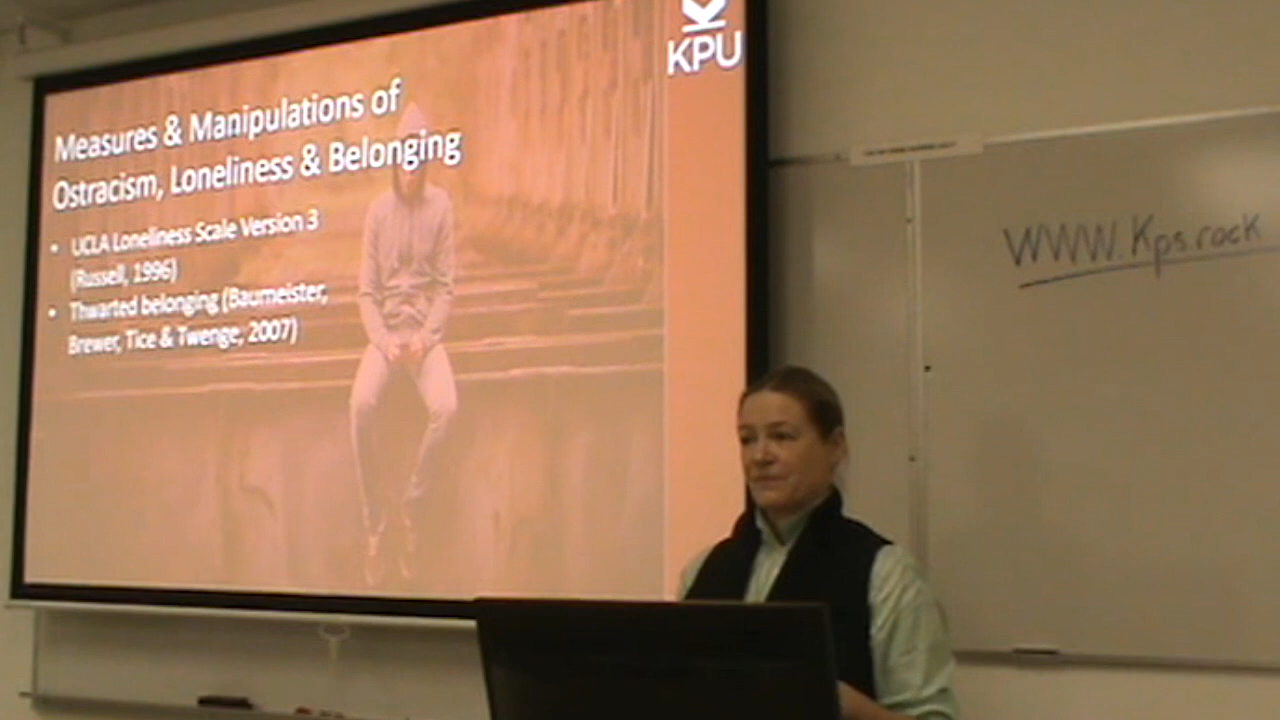 KPU
Measures & Manipulations of
Ostracism, Loneliness & Belonging
• UCLA Loneliness Scale Version 3
(Russell, 1996)
• Thwarted belonging (Baumeister,
Brewer, Tice & Twenge, 2007)
WWW.Kps.rock